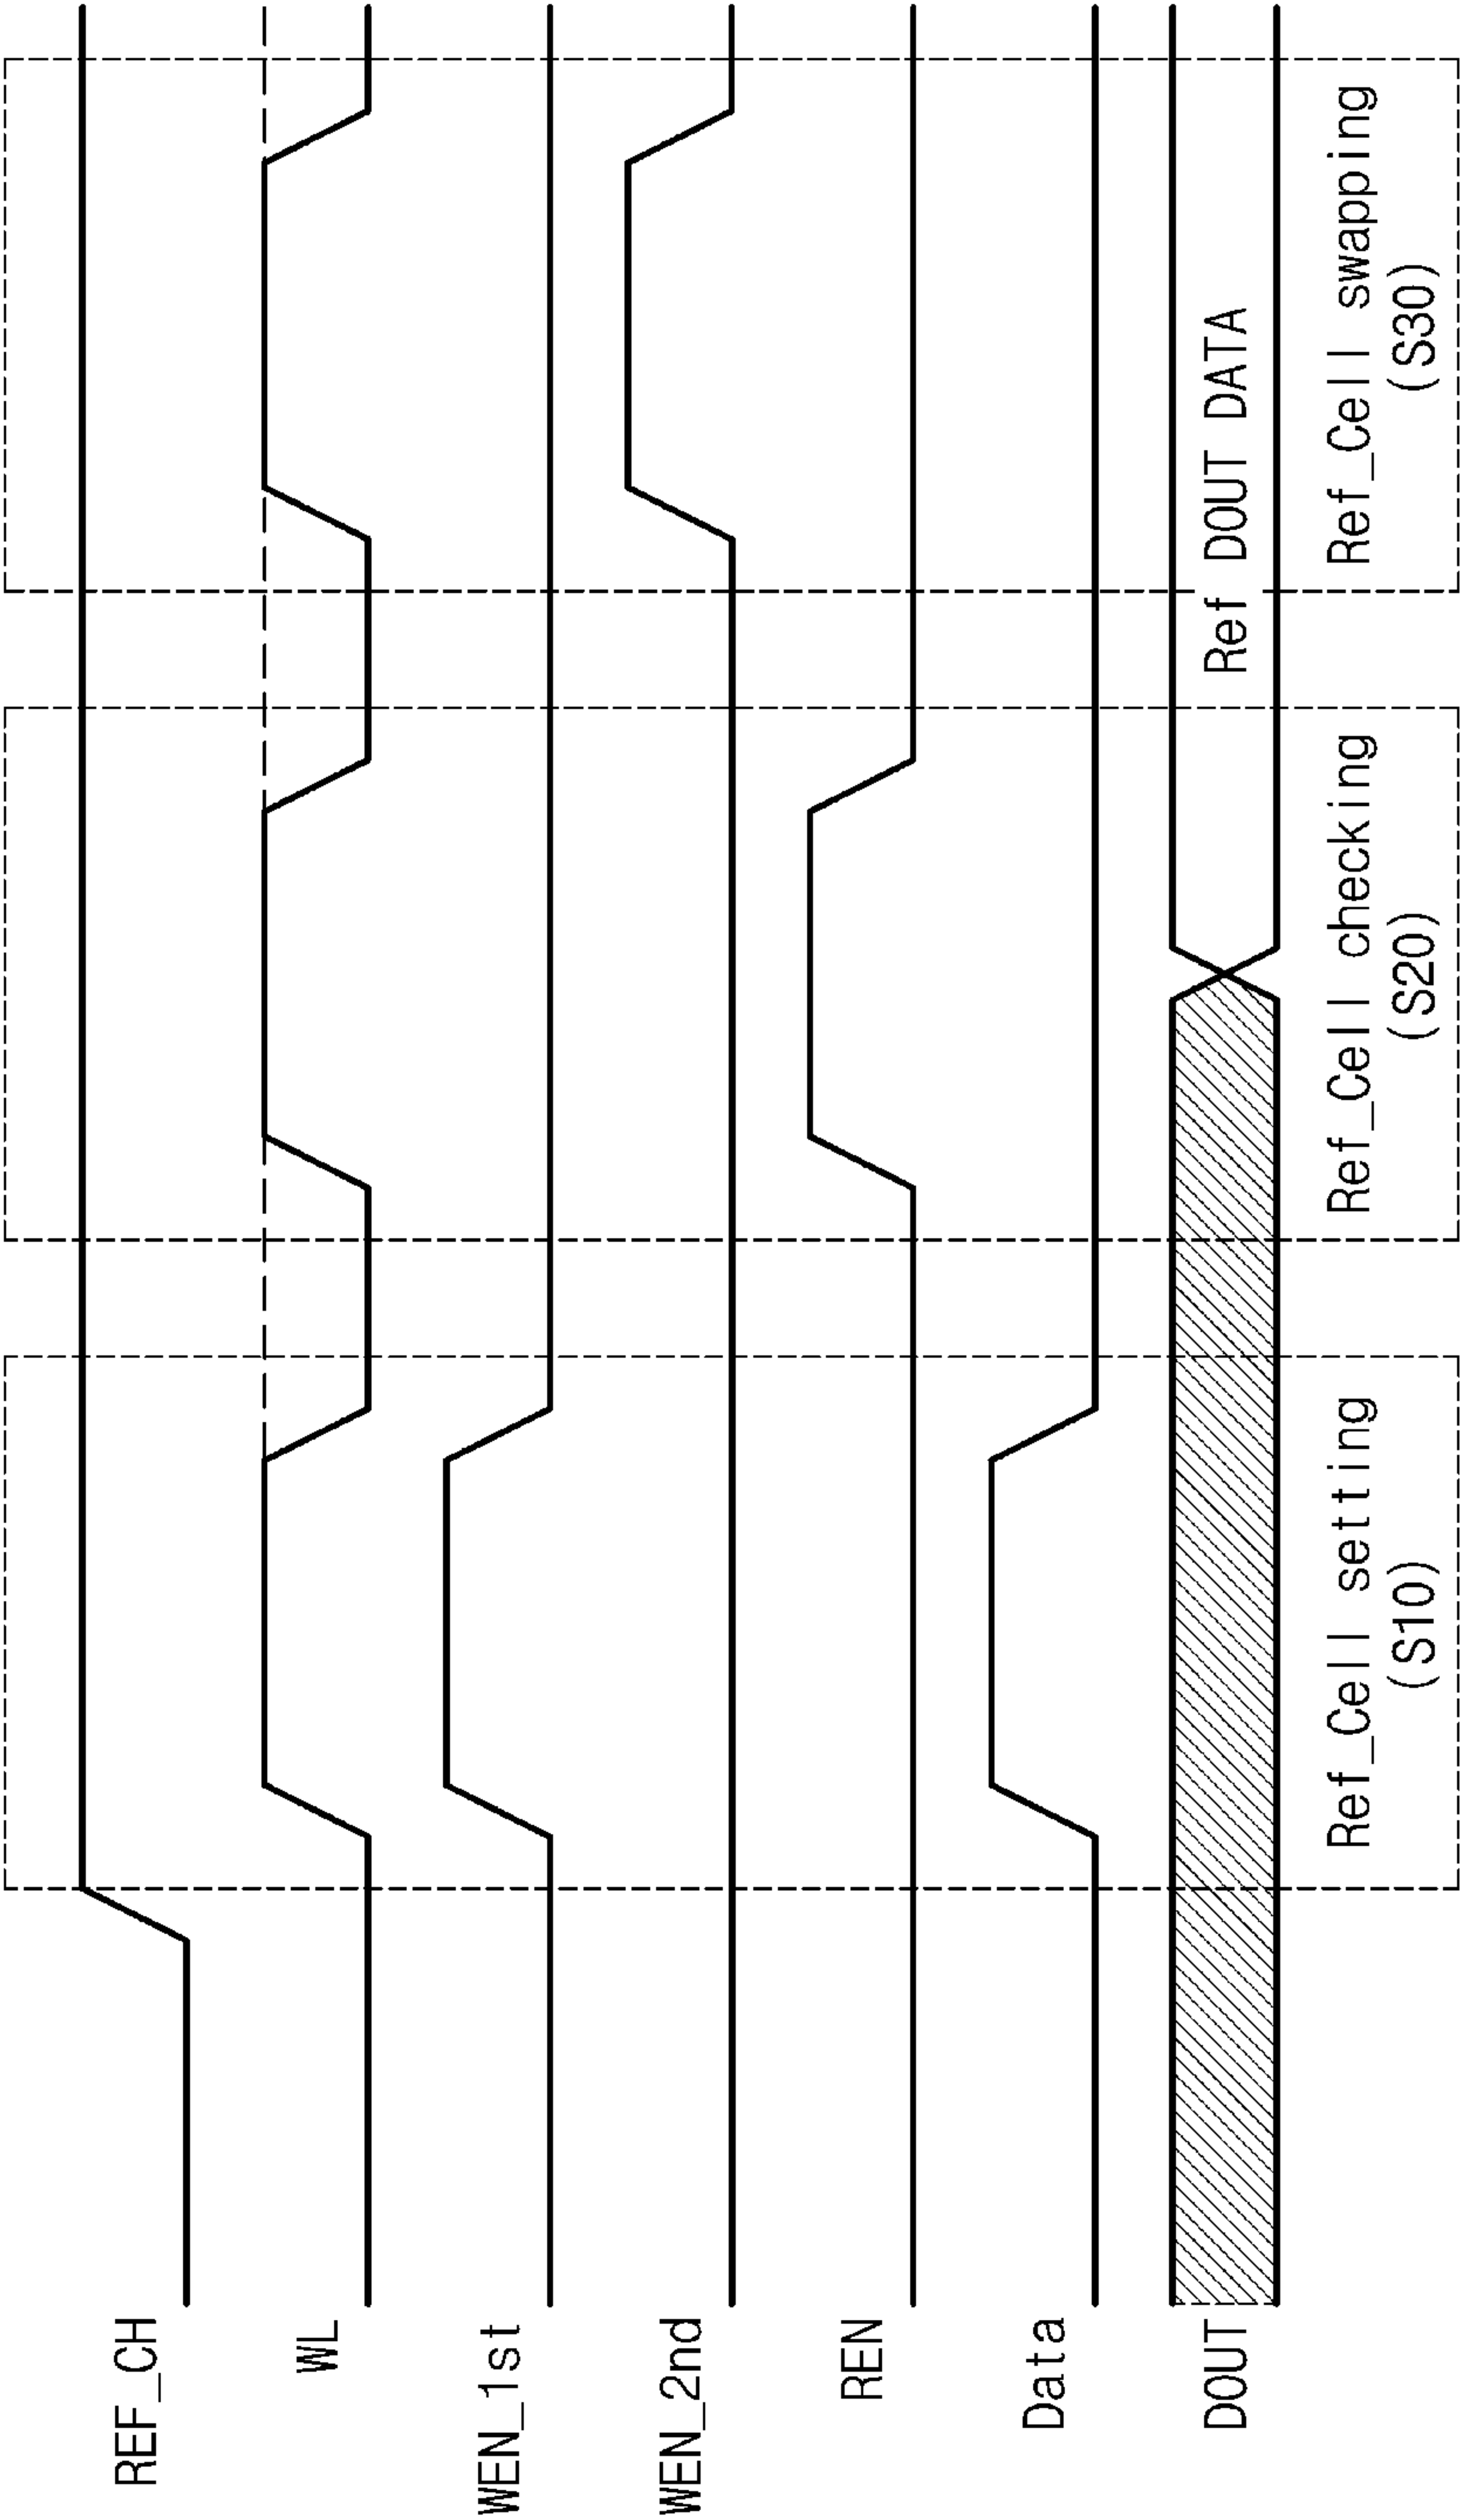 REF_CH
WL
WEN_1st
WEN_2nd
REN
Data
DOUT
Ref DOUT DATA
Ref_Cell setting
(S10)
Ref_Cell checking
(S20)
Ref_Cell swapping
(S30)